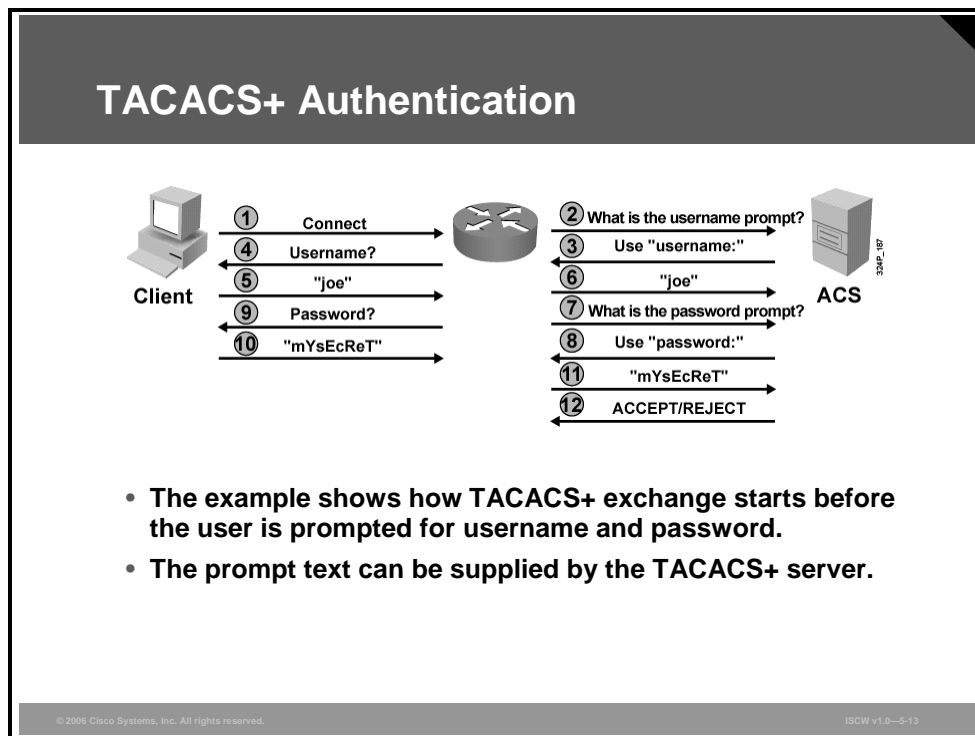 TACACS+ Authentication
1 Connect
2 What is the username prompt?
4 Username?
3 Use "username:"
5 "joe"
6 "joe"
9 Password?
7 What is the password prompt?
10 "mYsEcReT"
8 Use "password:"
11 "mYsEcReT"
12 ACCEPT/REJECT
Client
ACS
324P_187
• The example shows how TACACS+ exchange starts before
the user is prompted for username and password.
• The prompt text can be supplied by the TACACS+ server.
© 2006 Cisco Systems, Inc. All rights reserved.
ISCW v1.0—5-13